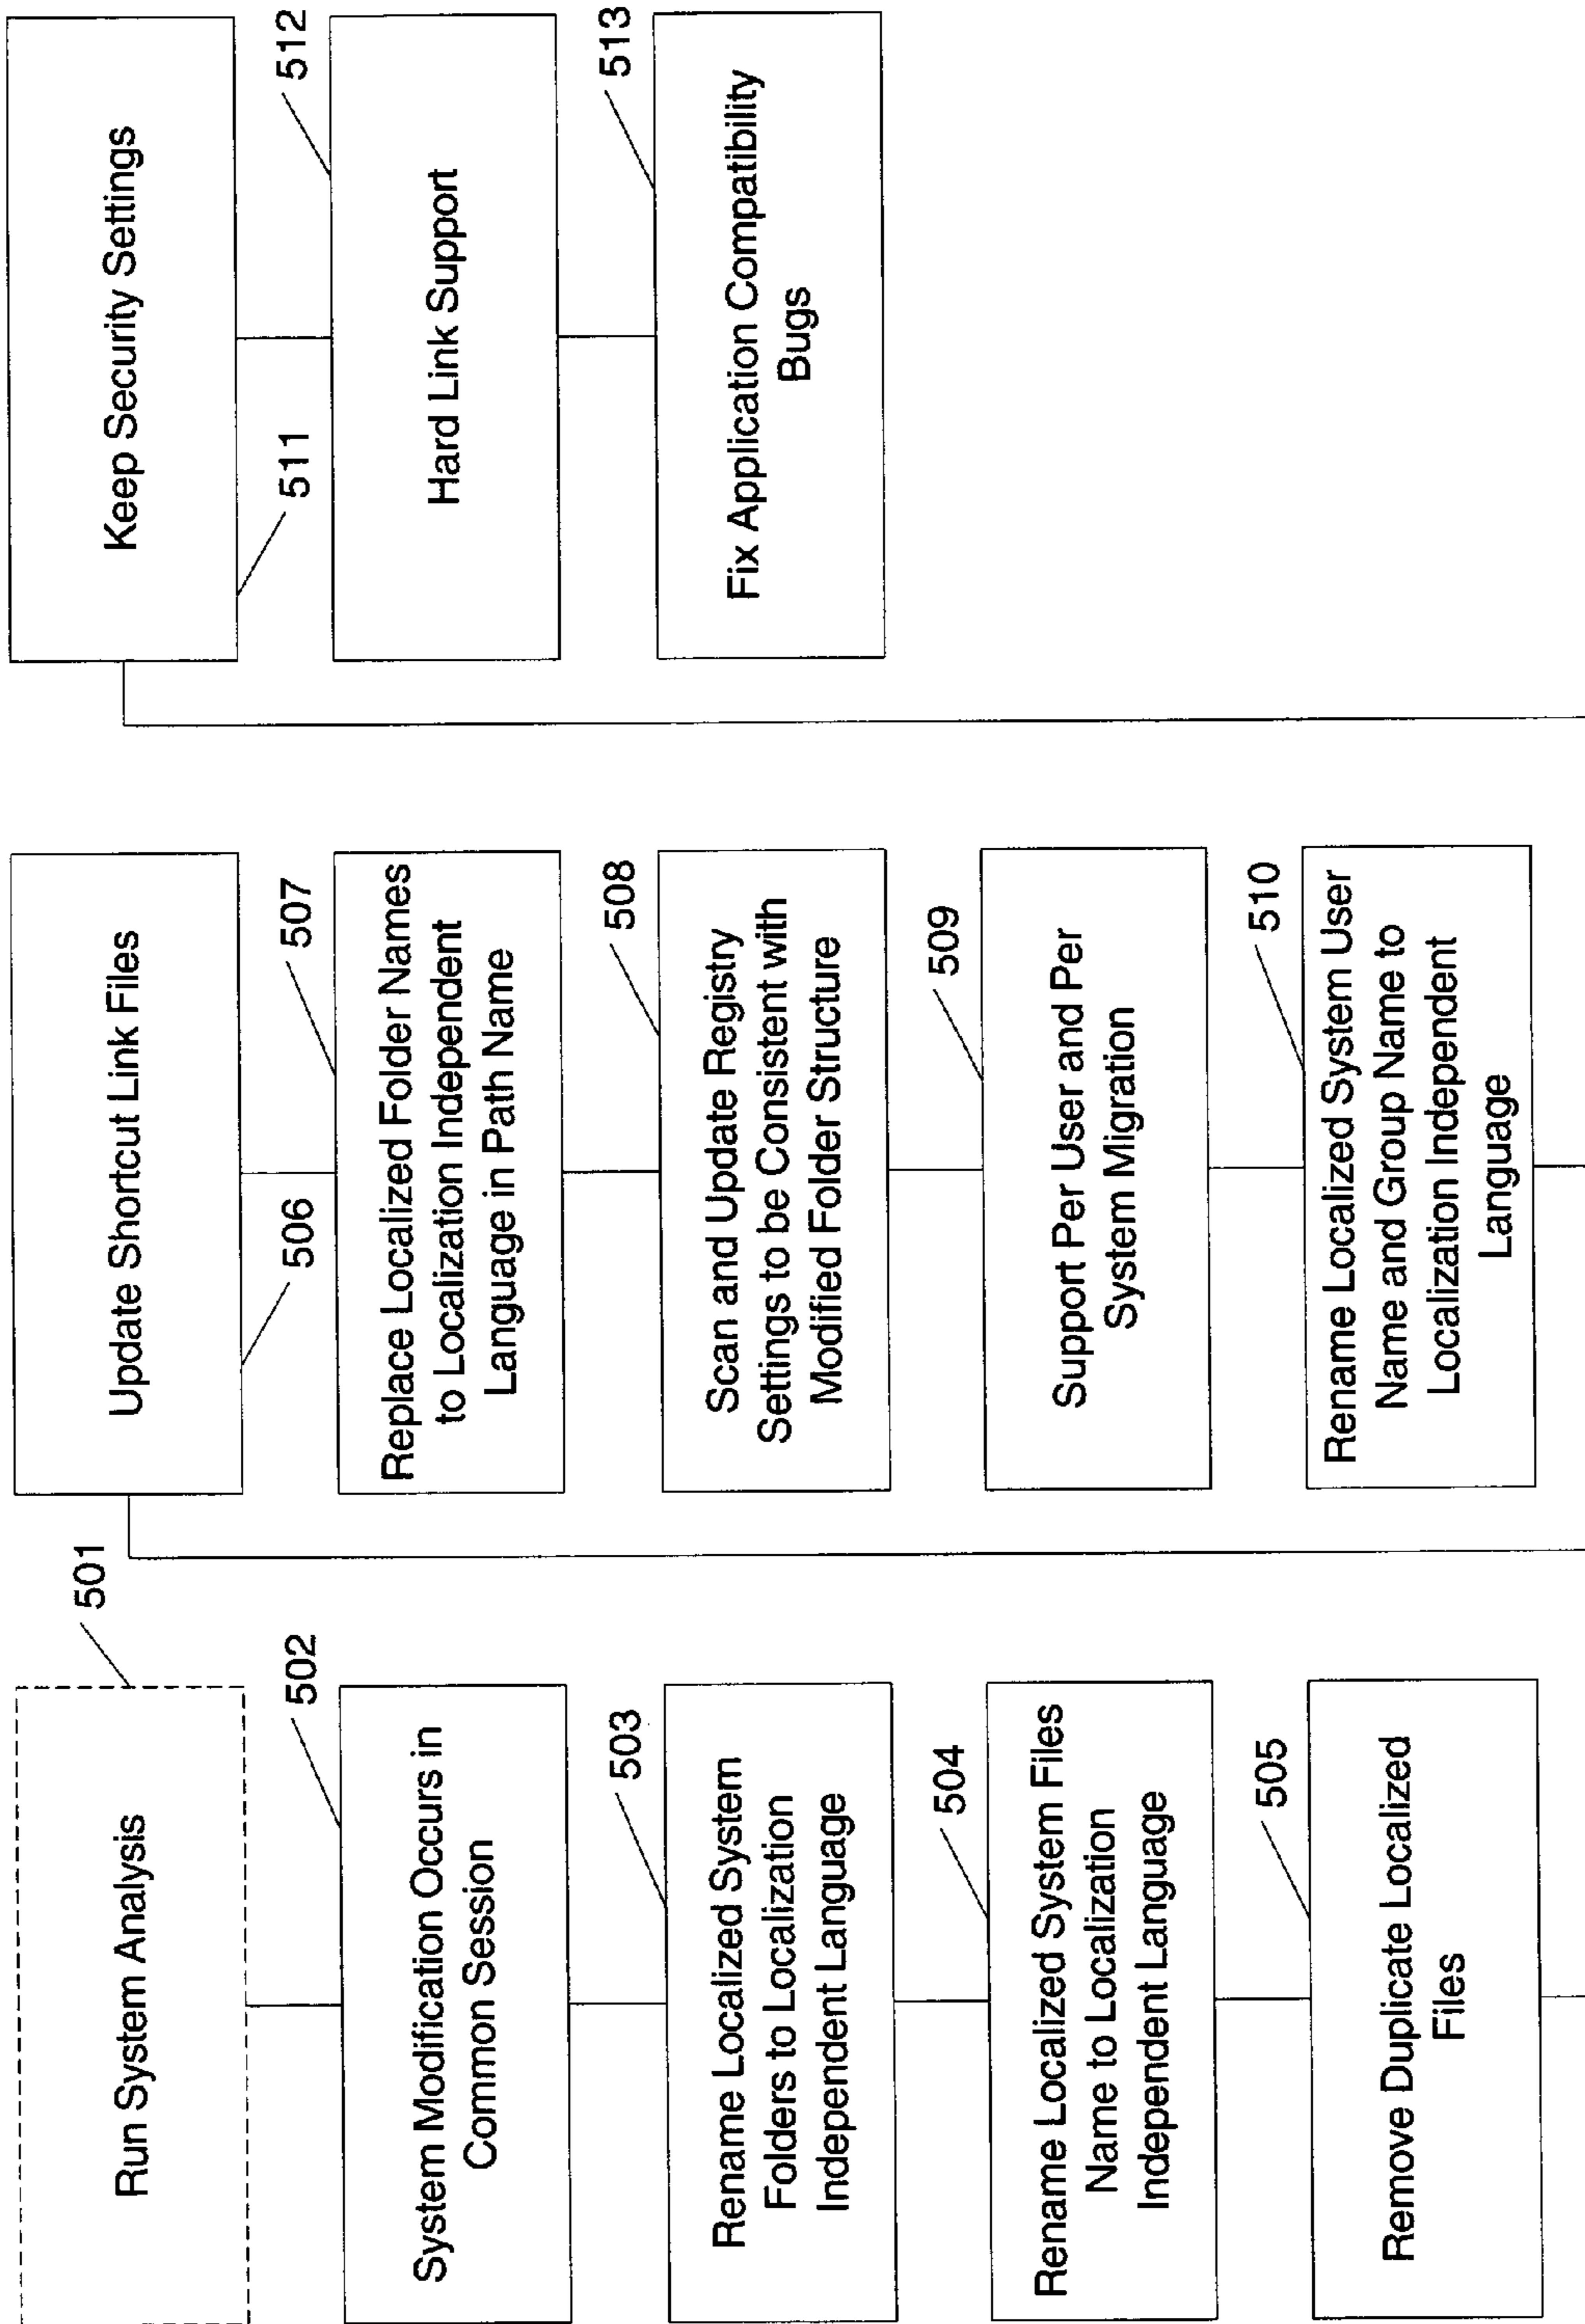 Run System Analysis
501
System Modification Occurs in
Common Session
502
Rename Localized System
Folders to Localization
Independent Language
503
Rename Localized System Files
Name to Localization
Independent Language
504
Remove Duplicate Localized
Files
505
Update Shortcut Link Files
506
Replace Localized Folder Names
to Localization Independent
Language in Path Name
507
Scan and Update Registry
Settings to be Consistent with
Modified Folder Structure
508
Support Per User and Per
System Migration
509
Rename Localized System User
Name and Group Name to
Localization Independent
Language
510
Keep Security Settings
511
Hard Link Support
512
Fix Application Compatibility
Bugs
513